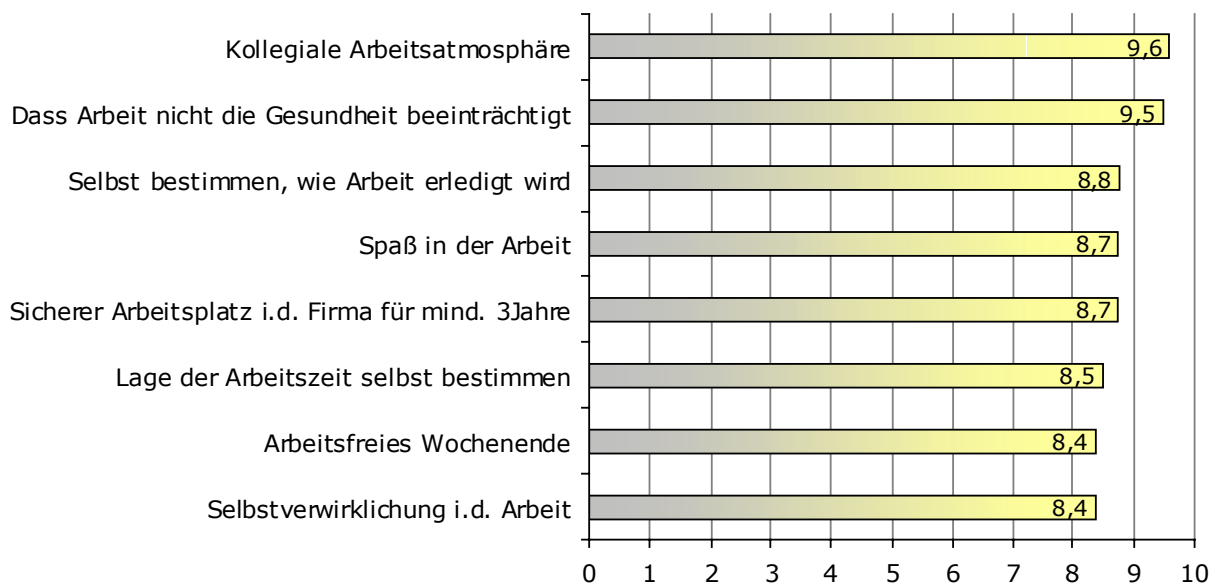 Kollegiale Arbeitsatmosphäre 9,6
Dass Arbeit nicht die Gesundheit beeinträchtigt 9,5
Selbst bestimmen, wie Arbeit erledigt wird 8,8
Spaß in der Arbeit 8,7
Sicherer Arbeitsplatz i.d. Firma für mind. 3Jahre 8,7
Lage der Arbeitszeit selbst bestimmen 8,5
Arbeitsfreies Wochenende 8,4
Selbstverwirklichung i.d. Arbeit 8,4
0 1 2 3 4 5 6 7 8 9 10